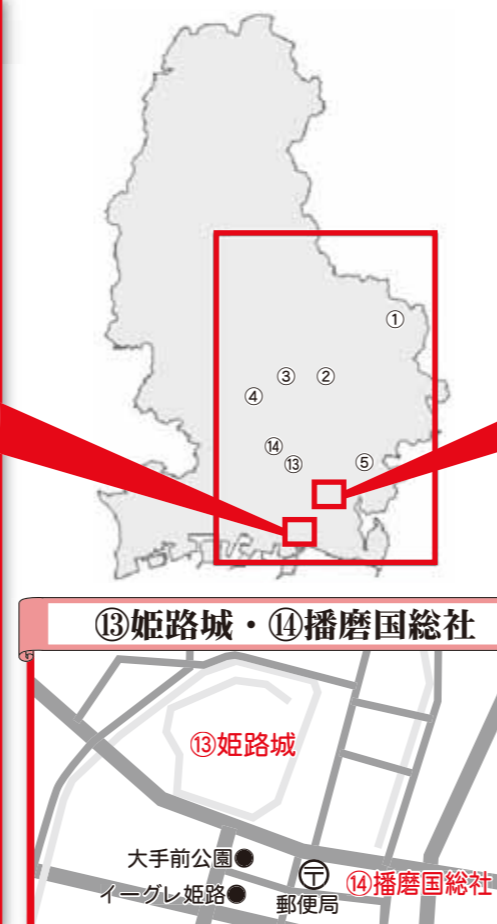 ①
③
②
④
⑭
⑬
⑤
⑬姫路城・⑭播磨国総社
⑬姫路城
大手前公園
イーグレ姫路
〒
郵便局
⑭播磨国総社